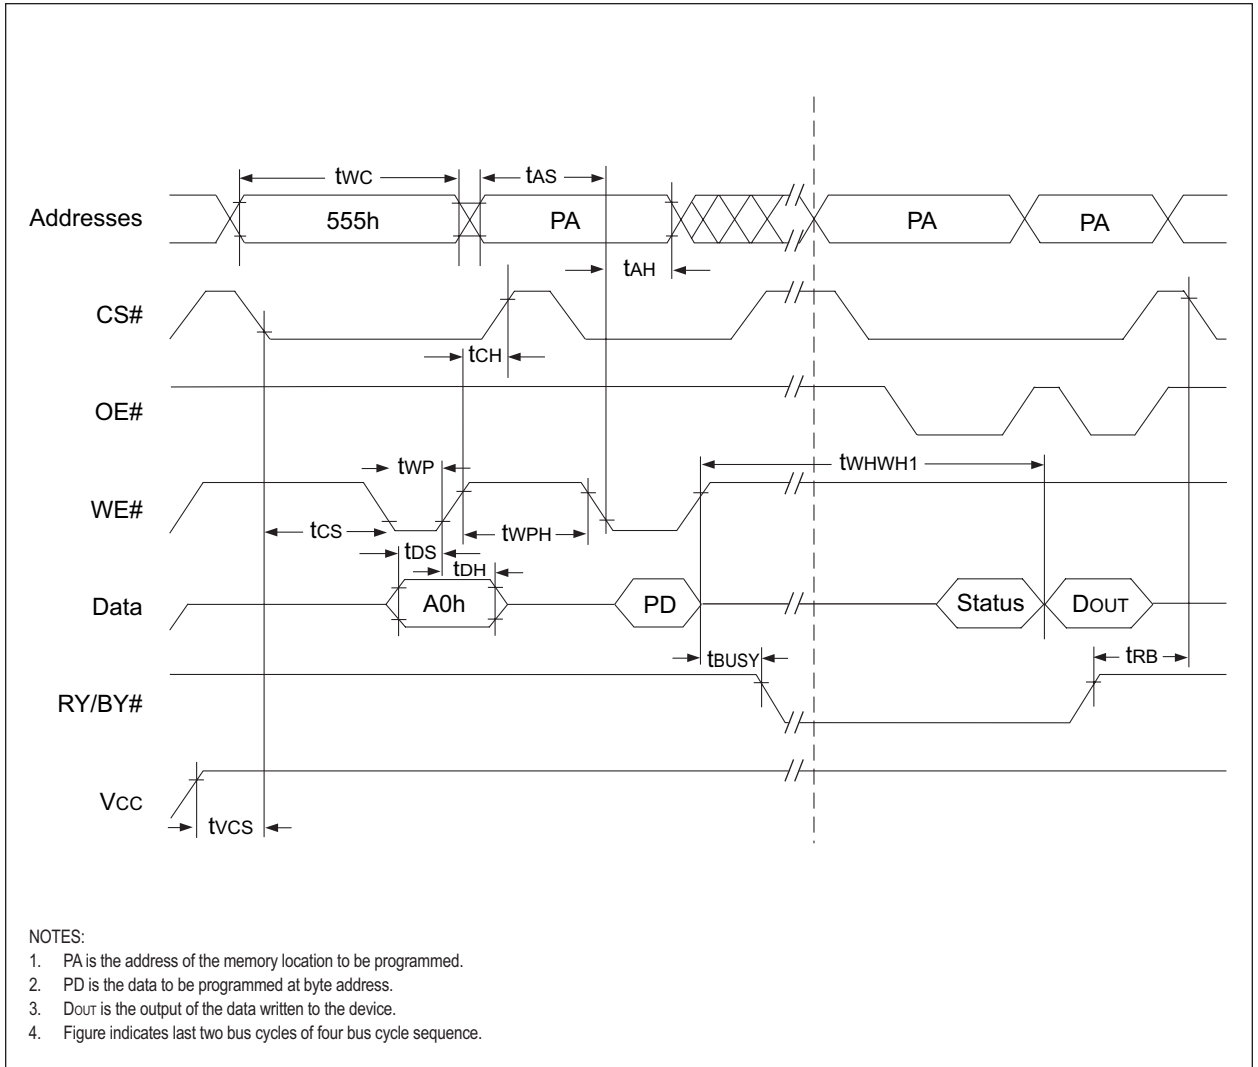 tWC
tAS
Addresses
555h
PA
PA
PA
tAH
CS#
tCH
OE#
tWHWH1
tWP
WE#
tCS
tWPH
tDS
tDH
Data
A0h
PD
Status
DOUT
tBUSY
tRB
RY/BY#
VCC
tVCS
NOTES:
1. PA is the address of the memory location to be programmed.
2. PD is the data to be programmed at byte address.
3. DOUT is the output of the data written to the device.
4. Figure indicates last two bus cycles of four bus cycle sequence.